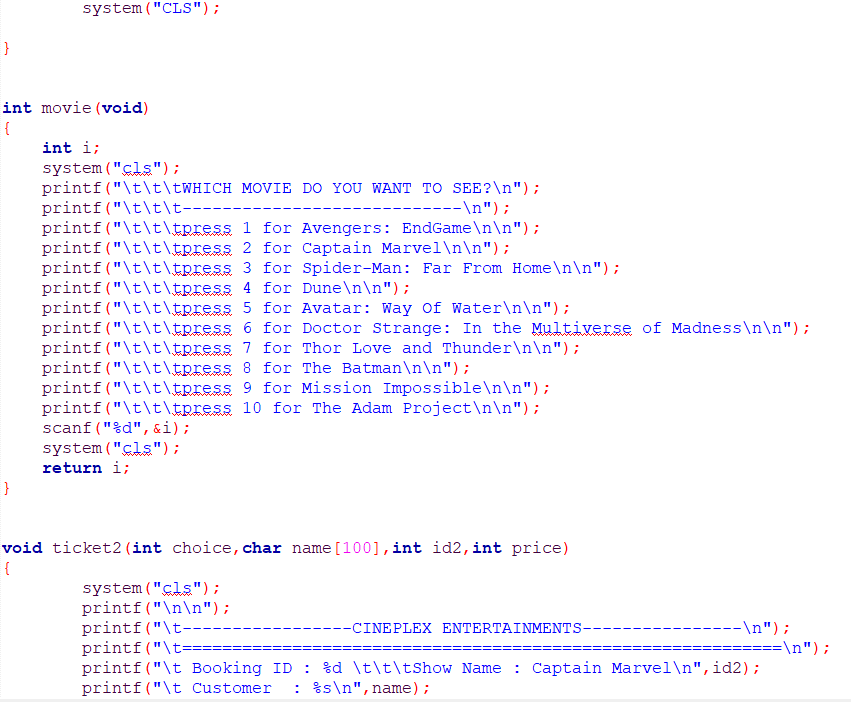 system("CLS");
}
int movie(void)
{
int i;
system("cls");
printf("\t\t\tWHICH MOVIE DO YOU WANT TO SEE?\n");
printf("\t\t\t----------------------------\n");
printf("\t\t\tpress 1 for Avengers: EndGame\n\n");
printf("\t\t\tpress 2 for Captain Marvel\n\n");
printf("\t\t\tpress 3 for Spider-Man: Far From Home\n\n");
printf("\t\t\tpress 4 for Dune\n\n");
printf("\t\t\tpress 5 for Avatar: Way Of Water\n\n");
printf("\t\t\tpress 6 for Doctor Strange: In the Multiverse of Madness\n\n");
printf("\t\t\tpress 7 for Thor Love and Thunder\n\n");
printf("\t\t\tpress 8 for The Batman\n\n");
printf("\t\t\tpress 9 for Mission Impossible\n\n");
printf("\t\t\tpress 10 for The Adam Project\n\n");
scanf("%d",&i);
system("cls");
return i;
}
void ticket2(int choice,char name[100],int id2,int price)
{
system("cls");
printf("\n\n");
printf("\t-----------------CINEPLEX ENTERTAINMENTS----------------\n");
printf("\t============================================================\n");
printf("\t Booking ID : %d \t\t\tShow Name : Captain Marvel\n",id2);
printf("\t Customer  : %s\n",name);